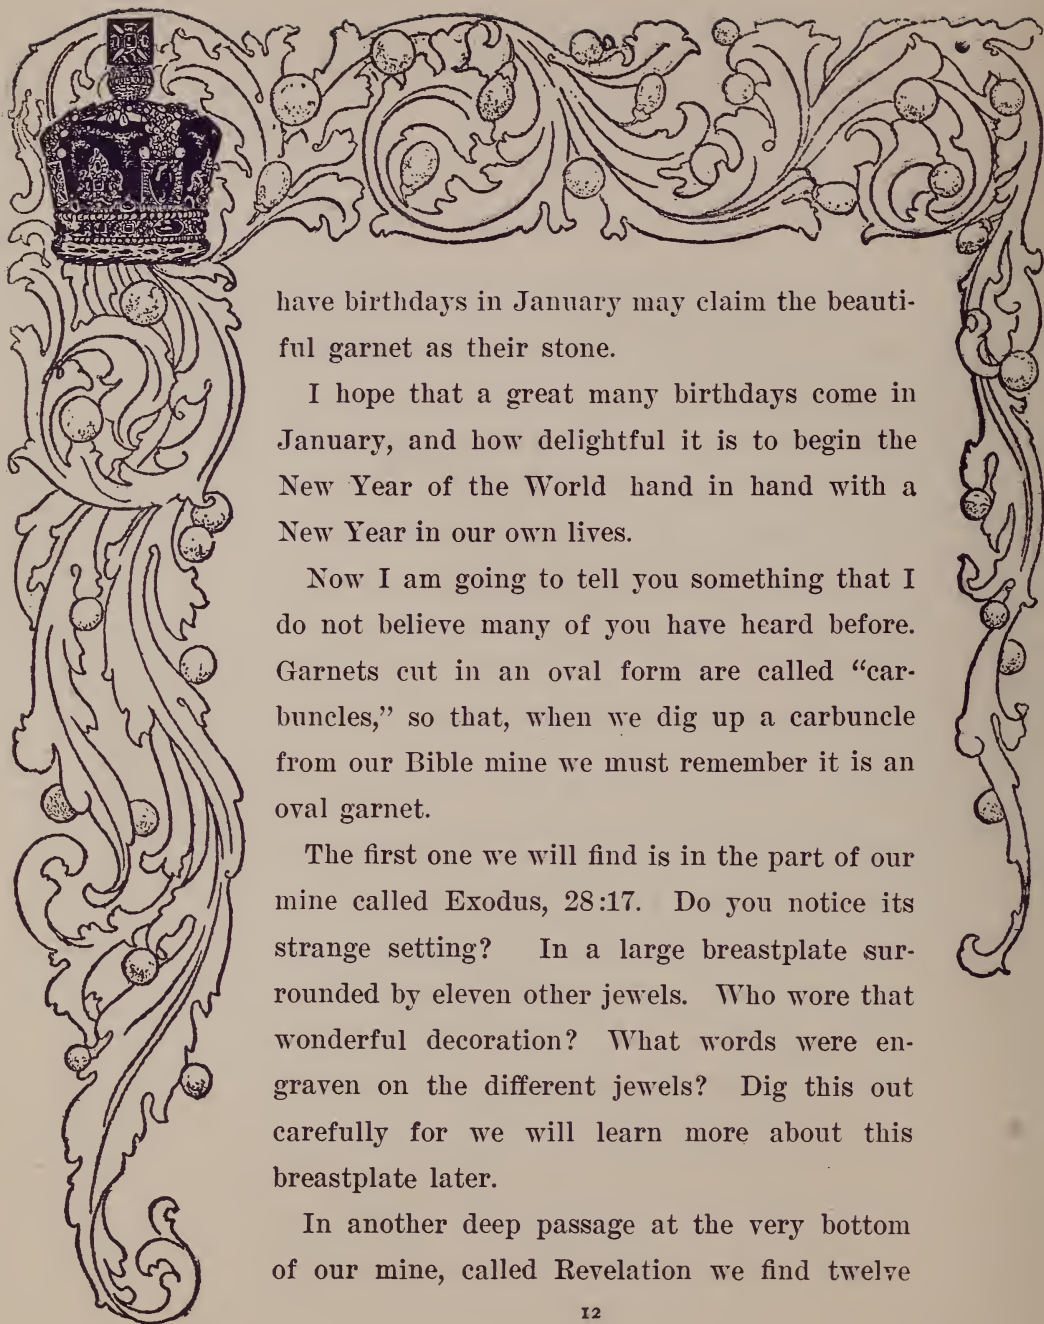 have birthdays in January may claim the beauti-
ful garnet as their stone.
I hope that a great many birthdays come in
January, and how delightful it is to begin the
New Year of the World hand in hand with a
New Year in our own lives.
Now I am going to tell you something that I
do not believe many of you have heard before.
Garnets cut in an oval form are called “car-
buncles,” so that, when we dig up a carbuncle
from our Bible mine we must remember it is an
oval garnet.
The first one we will find is in the part of our
mine called Exodus, 28:17. Do you notice its
strange setting? In a large breastplate sur-
rounded by eleven other jewels. Who wore that
wonderful decoration? What words were en-
graven on the different jewels? Dig this out
carefully for we will learn more about this
breastplate later.
In another deep passage at the very bottom
of our mine, called Revelation we find twelve
12